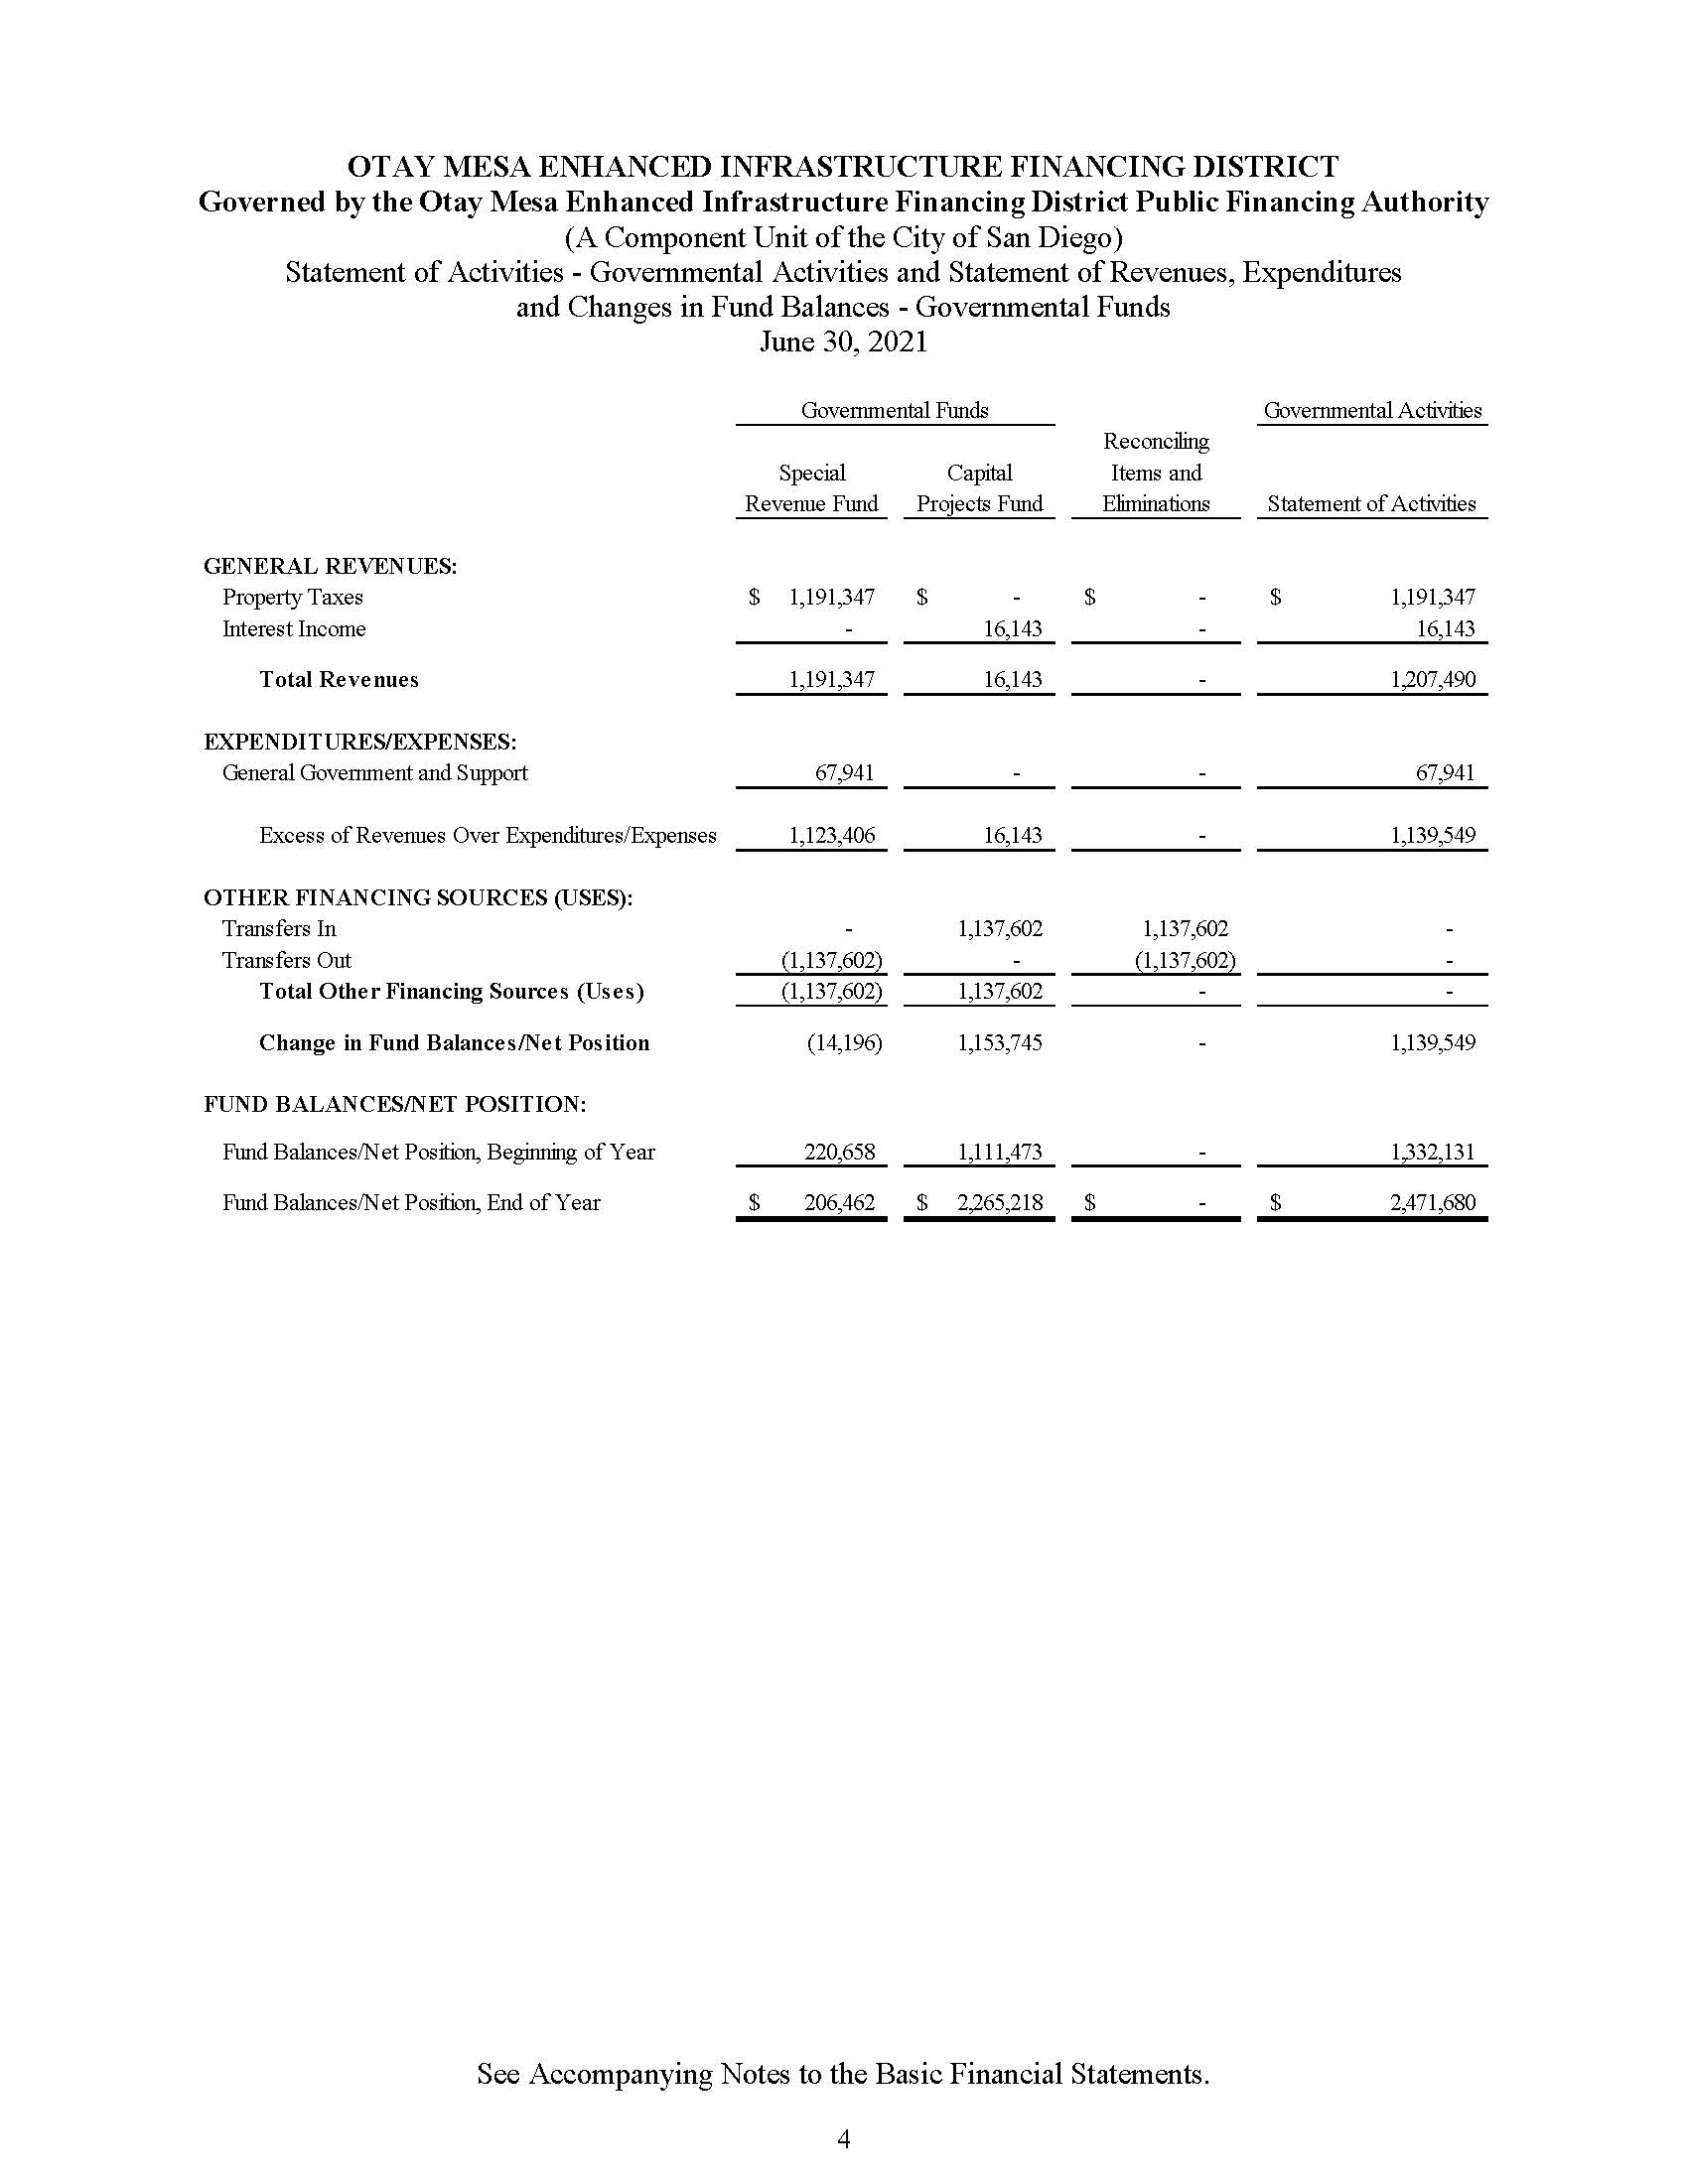 OTAY MESA ENHANCED INFRASTRUCTURE FINANCING DISTRICT
Governed by the Otay Mesa Enhanced Infrastructure Financing District Public Financing Authority
(A Component Unit of the City of San Diego)
Statement of Activities - Governmental Activities and Statement of Revenues, Expenditures
and Changes in Fund Balances - Governmental Funds
June 30, 2021
Governmental Funds Governmental Activities
Reconciling
Special Capital Items and
Revenue Fund Projects Fund Eliminations Statement of Activities
GENERAL REVENUES:
Property Taxes $ 1,191,347 $ - $ - $ 1,191,347
Interest Income - 16,143 - 16,143
Total Revenues 1,191,347 16,143 - 1,207,490
EXPENDITURES/EXPENSES:
General Government and Support 67,941 - - 67,941
Excess of Revenues Over Expenditures/Expenses 1,123,406 16,143 - 1,139,549
OTHER FINANCING SOURCES (USES):
Transfers In - 1,137,602 1,137,602 -
Transfers Out (1,137,602) - (1,137,602) -
Total Other Financing Sources (Uses) (1,137,602) 1,137,602 - -
Change in Fund Balances/Net Position (14,196) 1,153,745 - 1,139,549
FUND BALANCES/NET POSITION:
Fund Balances/Net Position, Beginning of Year 220,658 1,111,473 - 1,332,131
Fund Balances/Net Position, End of Year $ 206,462 $ 2,265,218 $ - $ 2,471,680
See Accompanying Notes to the Basic Financial Statements.
4